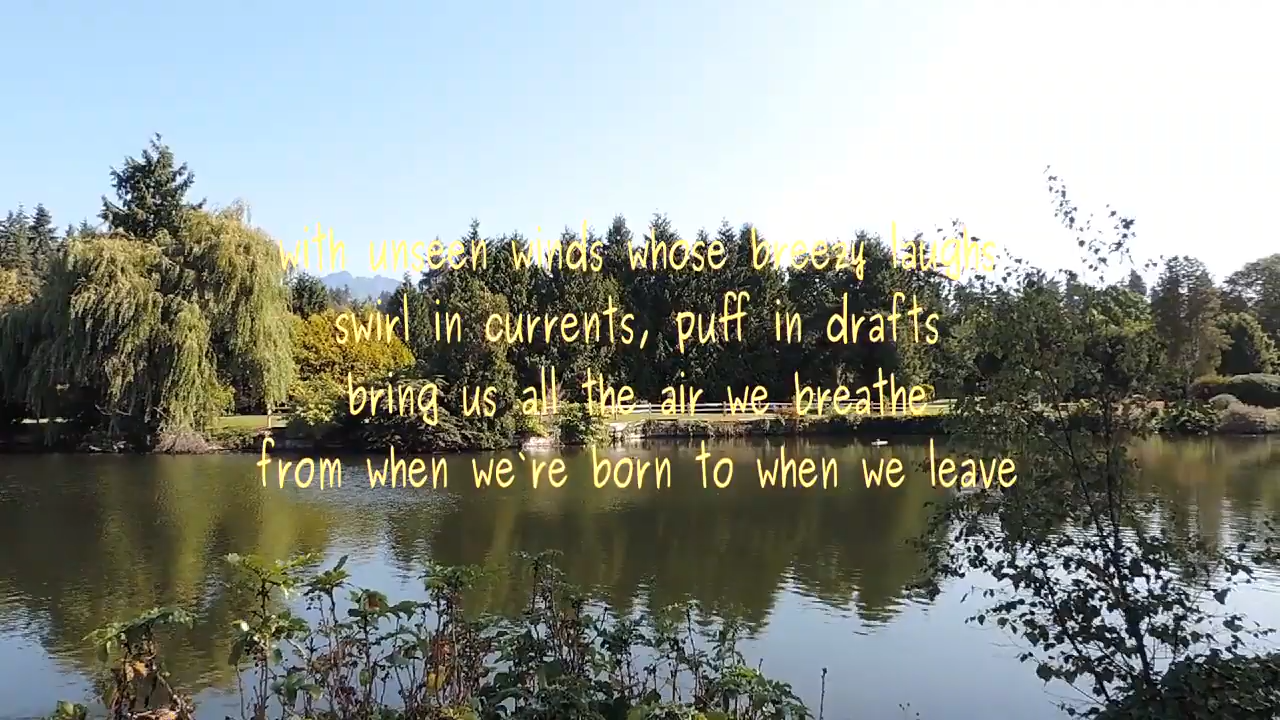 with unseen winds whose breezy laughs
swirl in currents, puff in drafts
bring us all the air we breathe
from when we`re born to when we leave